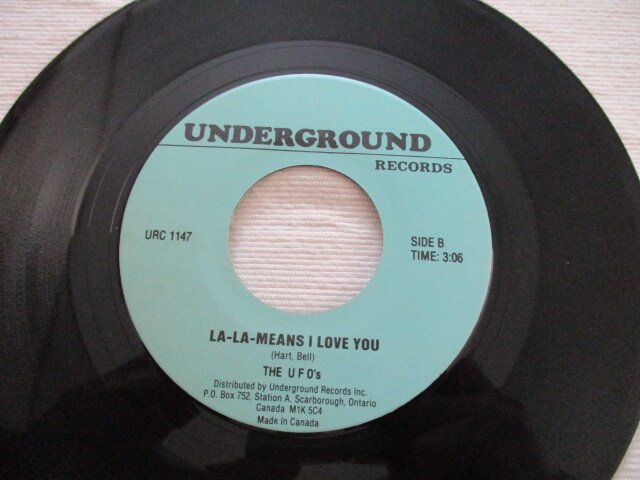 UNDERGROUND
RECORDS
URC 1147
SIDE B
TIME: 3:06
LA-LA-MEANS I LOVE YOU
(Hart, Bell)
THE U F O's
Distributed by Underground Records Inc.
P.O. Box 752, Station A, Scarborough, Ontario
Canada M1K 5C4
Made in Canada